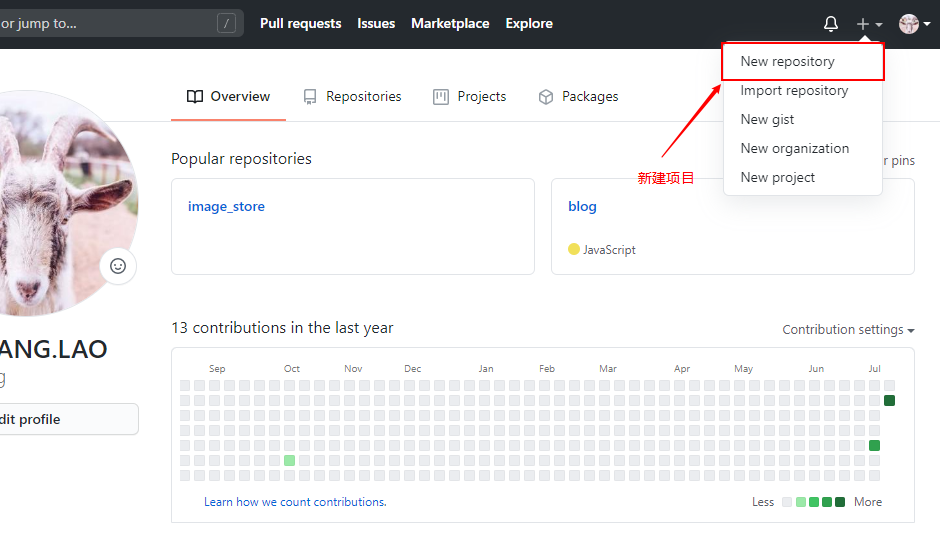 or jump to... / Pull requests Issues Marketplace Explore
New repository
Import repository
New gist
New organization
New project
新建项目
Overview Repositories Projects Packages
Popular repositories
pins
image_store
blog
JavaScript
13 contributions in the last year
Contribution settings
Sep Oct Nov Dec Jan Feb Mar Apr May Jun Jul
Learn how we count contributions.
Less More
ANG.LAO
dit profile